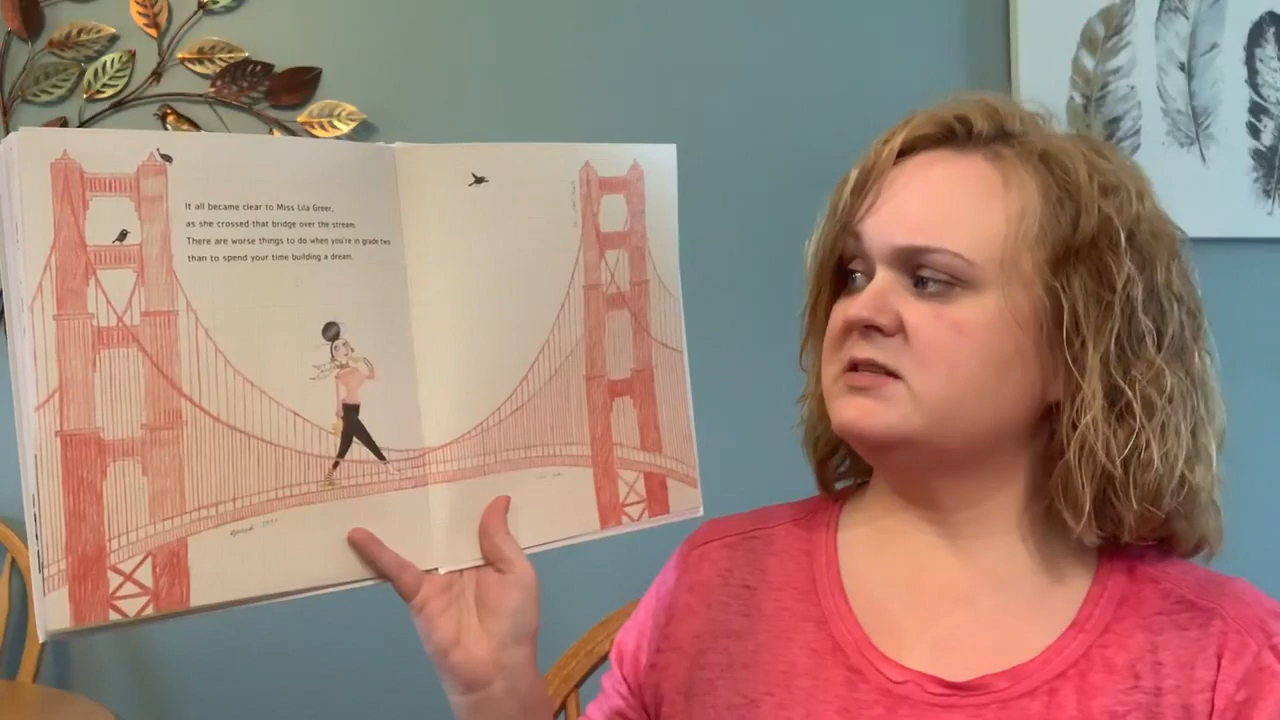 It all became clear to Miss Lila Greer,
as she crossed that bridge over the stream.
There are worse things to do when you're in grade two
than to spend your time building a dream.